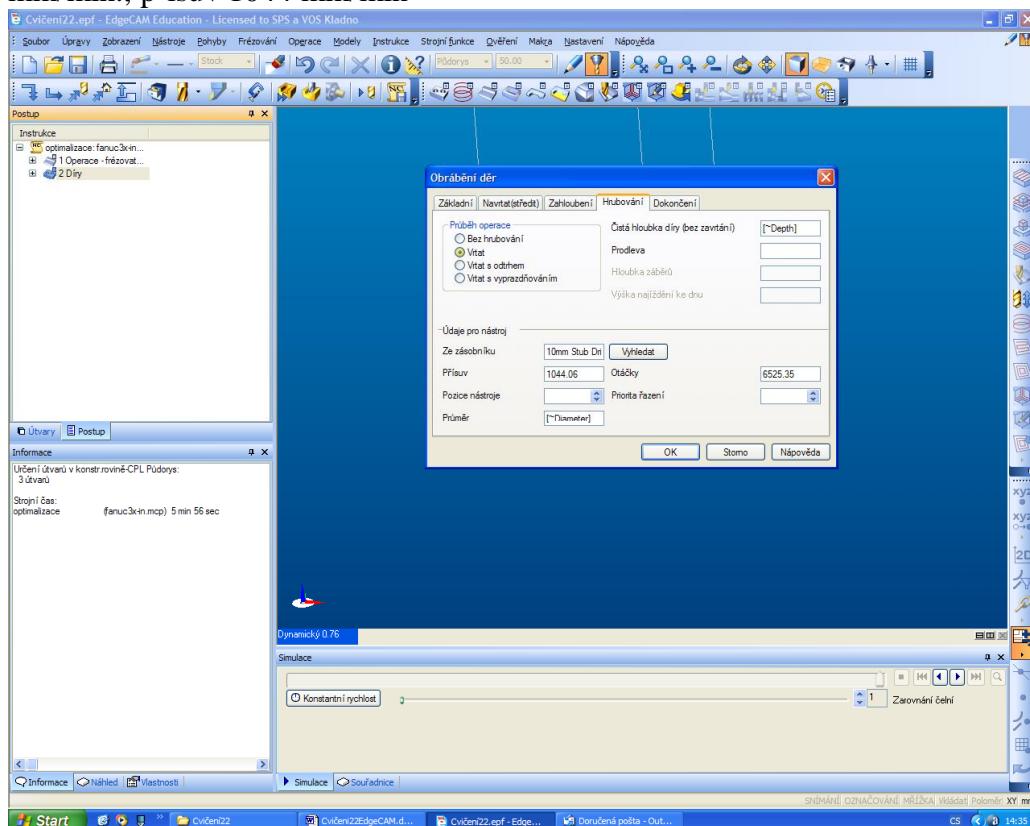 Cvičení22.epf - EdgeCAM Education - Licensed to SPS a VOS Kladno
Soubor Úpravy Zobrazení Nástroje Pohyby Frézování Operace Modely Instrukce Strojní funkce Ověření Makra Nastavení Nápověda
Stock Půdorys 50.00
Postup
Instrukce
optimalizace: fanuc3x-in...
1 Operace - frézovat...
2 Díry
Útvary Postup
Informace
Určení útvarů v konstr.rovině-CPL Půdorys:
3 útvarů
Strojní čas:
optimalizace (fanuc3x-in.mcp) 5 min 56 sec
Informace Náhled Vlastnosti
Obrábění děr
Základní Navrtat(středit) Zahloubení Hrubování Dokončení
Průběh operace
Bez hrubování
Vrtat
Vrtat s odtrhem
Vrtat s vyprazdňováním
Čistá hloubka díry (bez zavrtání) [~Depth]
Prodleva
Hloubka záběrů
Výška najíždění ke dnu
Údaje pro nástroj
Ze zásobníku 10mm Stub Dri Vyhledat
Přísuv 1044.06 Otáčky 6525.35
Pozice nástroje Priorita řazení
Průměr [~Diameter]
OK Storno Nápověda
Dynamický 0.76
Simulace
Konstantní rychlost 1 Zarovnání čelní
Simulace Souřadnice
SNÍMÁNÍ OZNAČOVÁNÍ MŘÍŽKA Vkládat Poloměr XY mm
Start Cvičení22 Cvičení22EdgeCAM.d... Cvičení22.epf - Edge... Doručená pošta - Out... CS 14:35